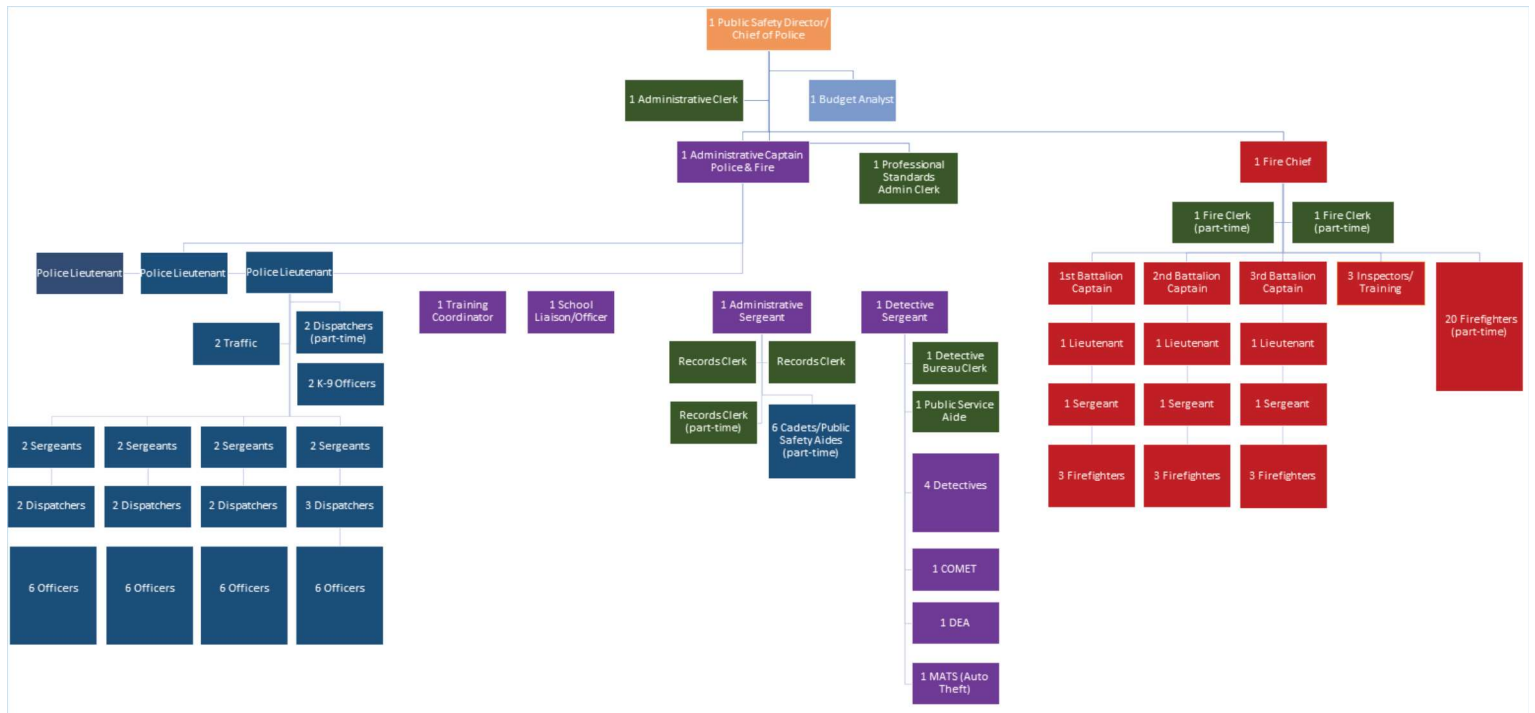 1 Public Safety Director/
Chief of Police
1 Administrative Clerk
1 Budget Analyst
1 Administrative Captain
Police & Fire
1 Professional
Standards
Admin Clerk
1 Fire Chief
1 Fire Clerk
(part-time)
1 Fire Clerk
(part-time)
Police Lieutenant
Police Lieutenant
Police Lieutenant
1st Battalion
Captain
2nd Battalion
Captain
3rd Battalion
Captain
3 Inspectors/
Training
20 Firefighters
(part-time)
1 Training
Coordinator
1 School
Liaison/Officer
1 Administrative
Sergeant
1 Detective
Sergeant
2 Traffic
2 Dispatchers
(part-time)
2 K-9 Officers
Records Clerk
Records Clerk
1 Detective
Bureau Clerk
1 Lieutenant
1 Lieutenant
1 Lieutenant
Records Clerk
(part-time)
6 Cadets/Public
Safety Aides
(part-time)
1 Public Service
Aide
1 Sergeant
1 Sergeant
1 Sergeant
2 Sergeants
2 Sergeants
2 Sergeants
2 Sergeants
4 Detectives
3 Firefighters
3 Firefighters
3 Firefighters
2 Dispatchers
2 Dispatchers
2 Dispatchers
3 Dispatchers
1 COMET
6 Officers
6 Officers
6 Officers
6 Officers
1 DEA
1 MATS (Auto
Theft)